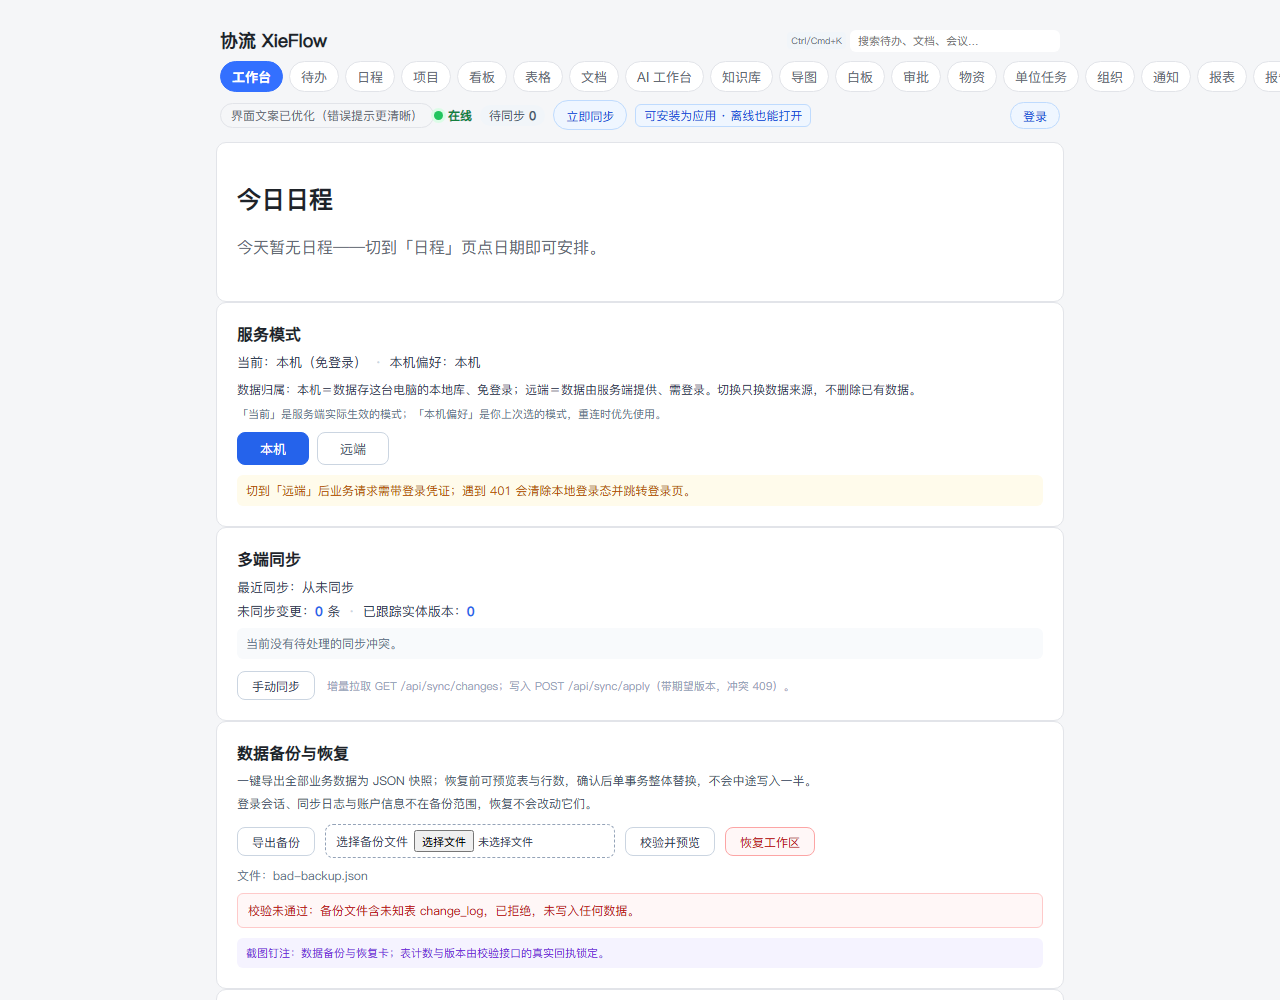 协流 XieFlow
Ctrl/Cmd+K 搜索待办、文档、会议...
工作台 待办 日程 项目 看板 表格 文档 AI 工作台 知识库 导图 白板 审批 物资 单位任务 组织 通知 报表
界面文案已优化（错误提示更清晰） 在线 待同步 0 立即同步 可安装为应用 · 离线也能打开 登录
今日日程
今天暂无日程——切到「日程」页点日期即可安排。
服务模式
当前：本机（免登录） · 本机偏好：本机
数据归属：本机＝数据存这台电脑的本地库、免登录；远端＝数据由服务端提供、需登录。切换只换数据来源，不删除已有数据。
「当前」是服务端实际生效的模式；「本机偏好」是你上次选的模式，重连时优先使用。
本机 远端
切到「远端」后业务请求需带登录凭证；遇到 401 会清除本地登录态并跳转登录页。
多端同步
最近同步：从未同步
未同步变更：0 条 · 已跟踪实体版本：0
当前没有待处理的同步冲突。
手动同步 增量拉取 GET /api/sync/changes；写入 POST /api/sync/apply（带期望版本，冲突 409）。
数据备份与恢复
一键导出全部业务数据为 JSON 快照；恢复前可预览表与行数，确认后单事务整体替换，不会中途写入一半。
登录会话、同步日志与账户信息不在备份范围，恢复不会改动它们。
导出备份 选择备份文件 选择文件 未选择文件 校验并预览 恢复工作区
文件：bad-backup.json
校验未通过：备份文件含未知表 change_log，已拒绝，未写入任何数据。
截图钉注：数据备份与恢复卡；表计数与版本由校验接口的真实回执锁定。